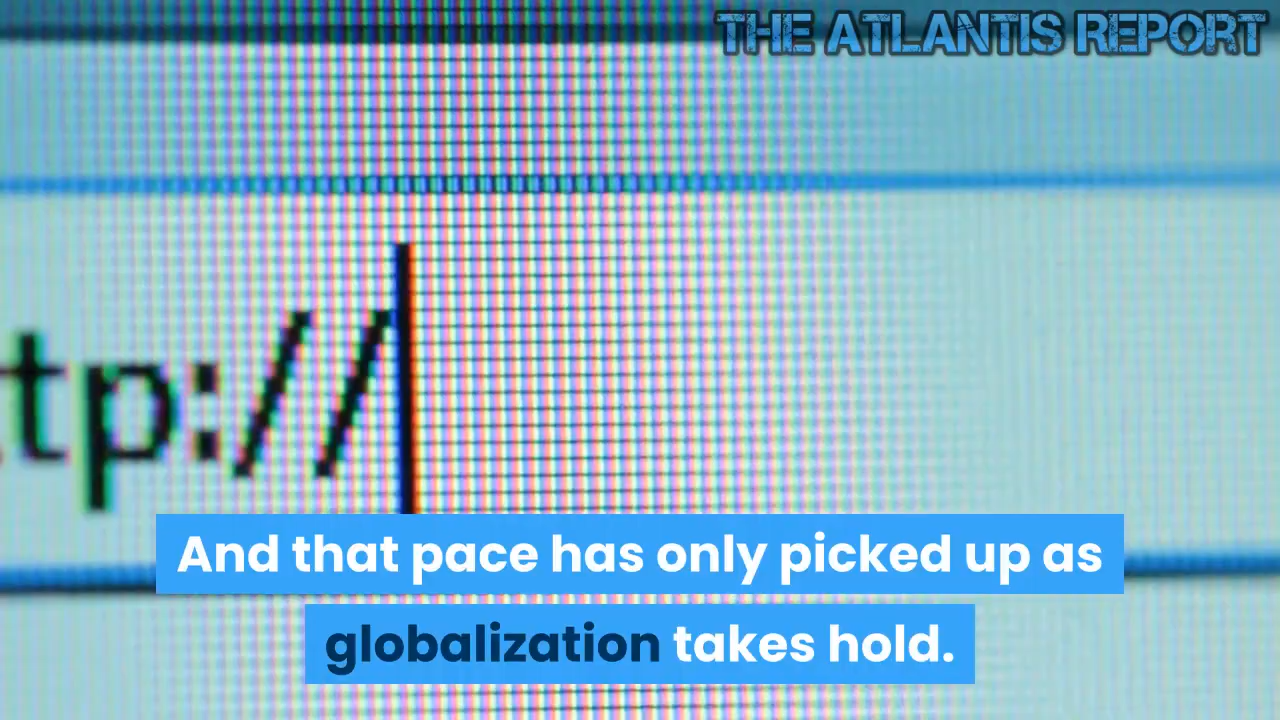 THE ATLANTIS REPORT
tp://
And that pace has only picked up as
globalization takes hold.